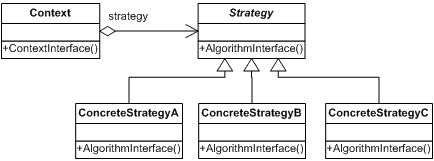 Context
+ContextInterface()
strategy
Strategy
+AlgorithmInterface()
ConcreteStrategyA
+AlgorithmInterface()
ConcreteStrategyB
+AlgorithmInterface()
ConcreteStrategyC
+AlgorithmInterface()